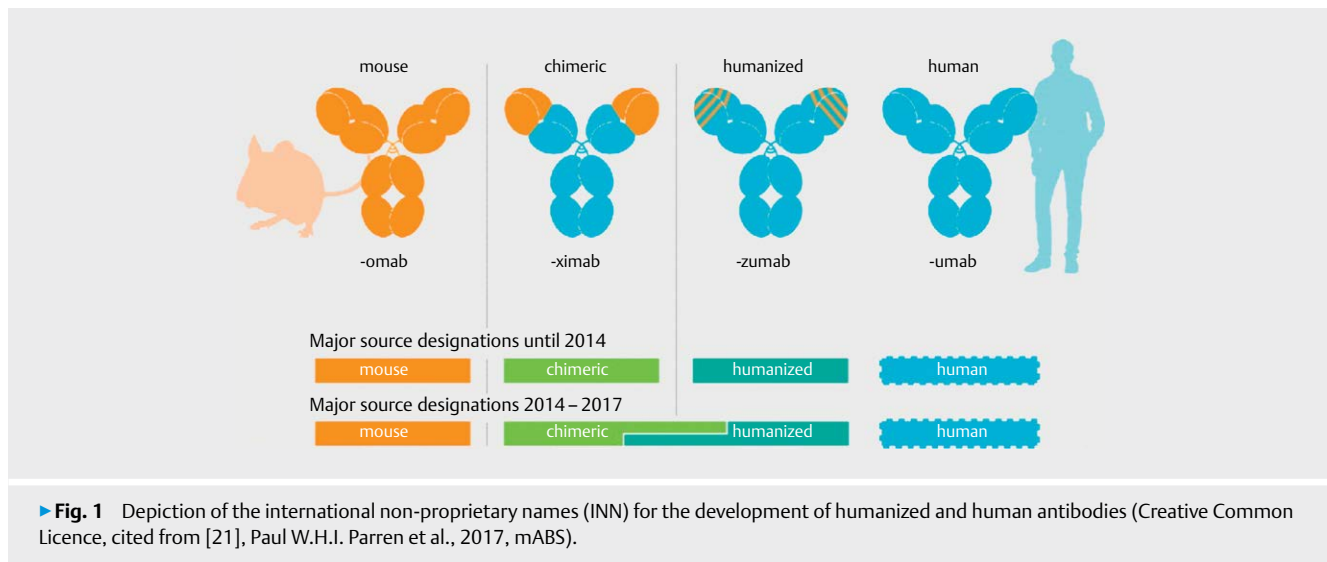 mouse chimeric humanized human
-omab -ximab -zumab -umab
Major source designations until 2014
mouse chimeric humanized human
Major source designations 2014 – 2017
mouse chimeric humanized human
▶ Fig. 1 Depiction of the international non-proprietary names (INN) for the development of humanized and human antibodies (Creative Common
Licence, cited from [21], Paul W.H.I. Parren et al., 2017, mABS).